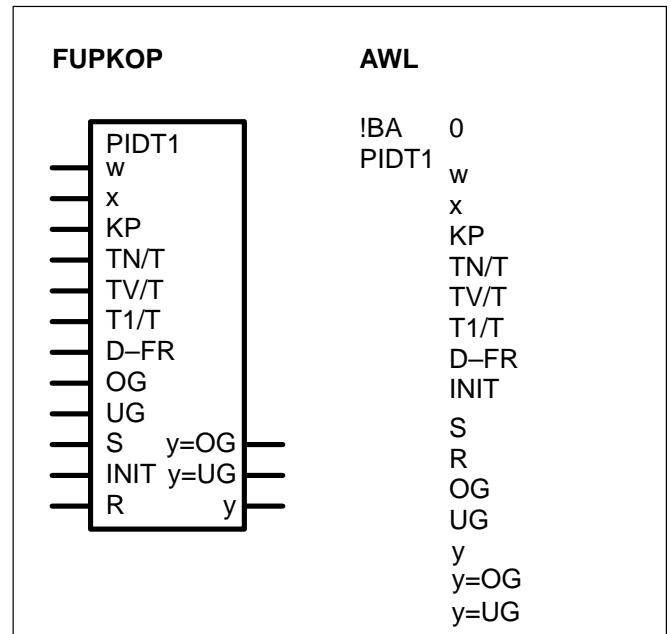 FUPKOP
PIDT1
w
x
KP
TN/T
TV/T
T1/T
D–FR
OG
UG
S y=OG
INIT y=UG
R y
AWL
!BA 0
PIDT1
w
x
KP
TN/T
TV/T
T1/T
D–FR
INIT
S
R
OG
UG
y
y=OG
y=UG